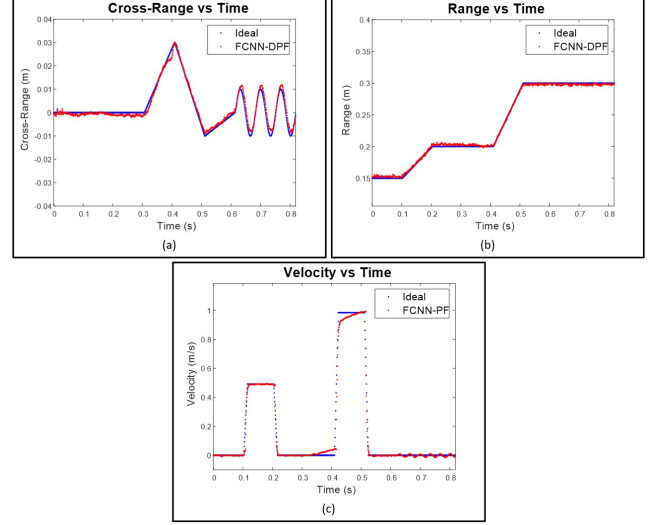 Cross-Range vs Time
Ideal
FCNN-DPF
0.04
0.03
0.02
0.01
0
-0.01
-0.02
-0.03
-0.04
Cross-Range (m)
0 0.1 0.2 0.3 0.4 0.5 0.6 0.7 0.8
Time (s)
(a)
Range vs Time
Ideal
FCNN-DPF
0.4
0.35
0.3
0.25
0.2
0.15
Range (m)
0 0.1 0.2 0.3 0.4 0.5 0.6 0.7 0.8
Time (s)
(b)
Velocity vs Time
Ideal
FCNN-PF
1
0.8
0.6
0.4
0.2
0
Velocity (m/s)
0 0.1 0.2 0.3 0.4 0.5 0.6 0.7 0.8
Time (s)
(c)